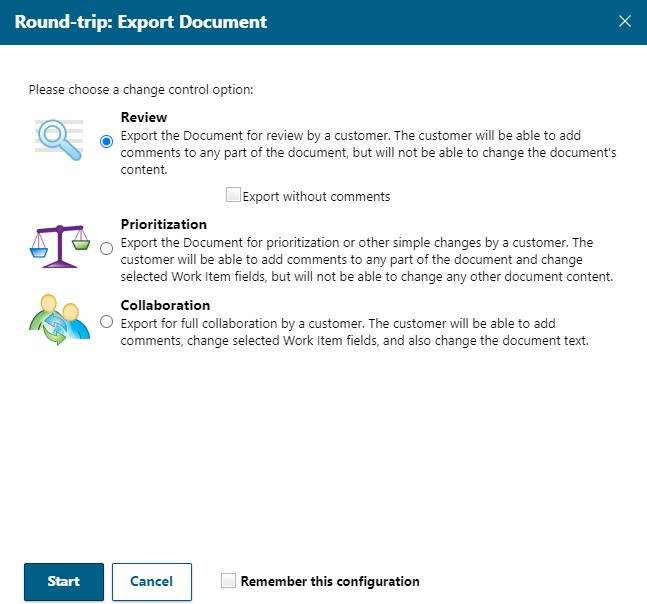 Round-trip: Export Document
Please choose a change control option:
Review
Export the Document for review by a customer. The customer will be able to add
comments to any part of the document, but will not be able to change the document's
content.
Export without comments
Prioritization
Export the Document for prioritization or other simple changes by a customer. The
customer will be able to add comments to any part of the document and change
selected Work Item fields, but will not be able to change any other document content.
Collaboration
Export for full collaboration by a customer. The customer will be able to add
comments, change selected Work Item fields, and also change the document text.
Start
Cancel
Remember this configuration